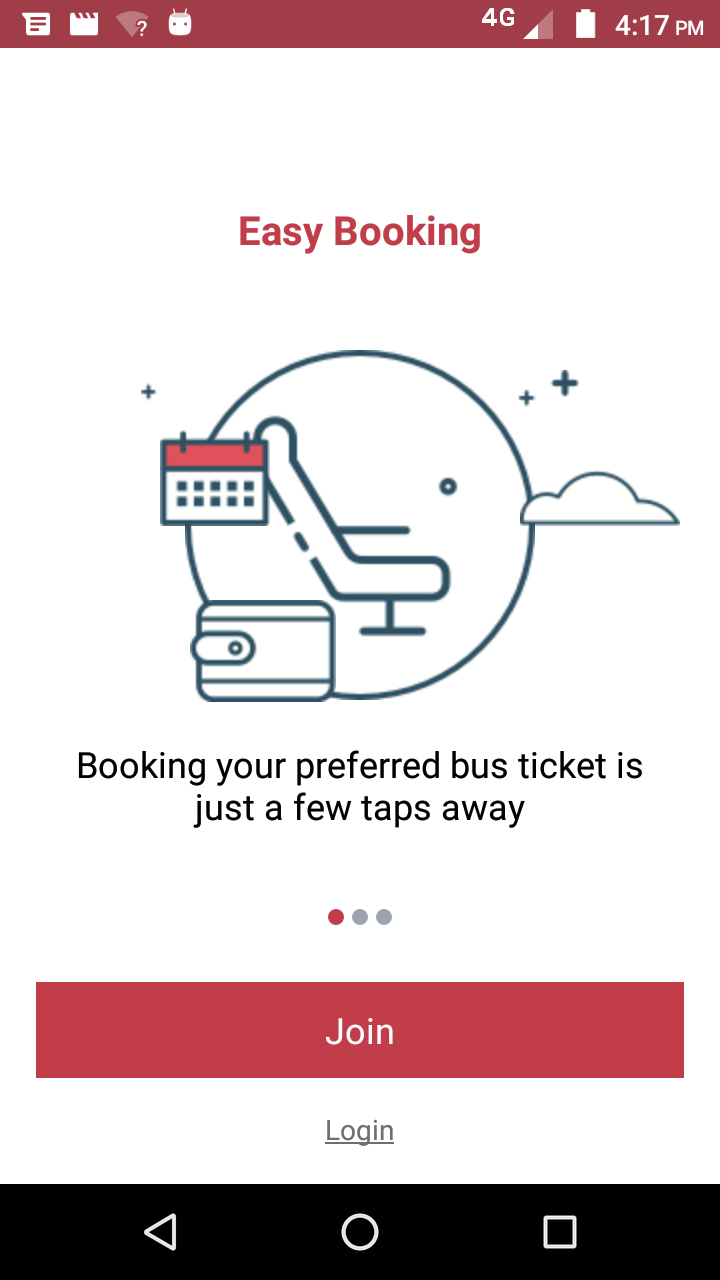 4G 4:17 PM
Easy Booking
Booking your preferred bus ticket is
just a few taps away
Join
Login